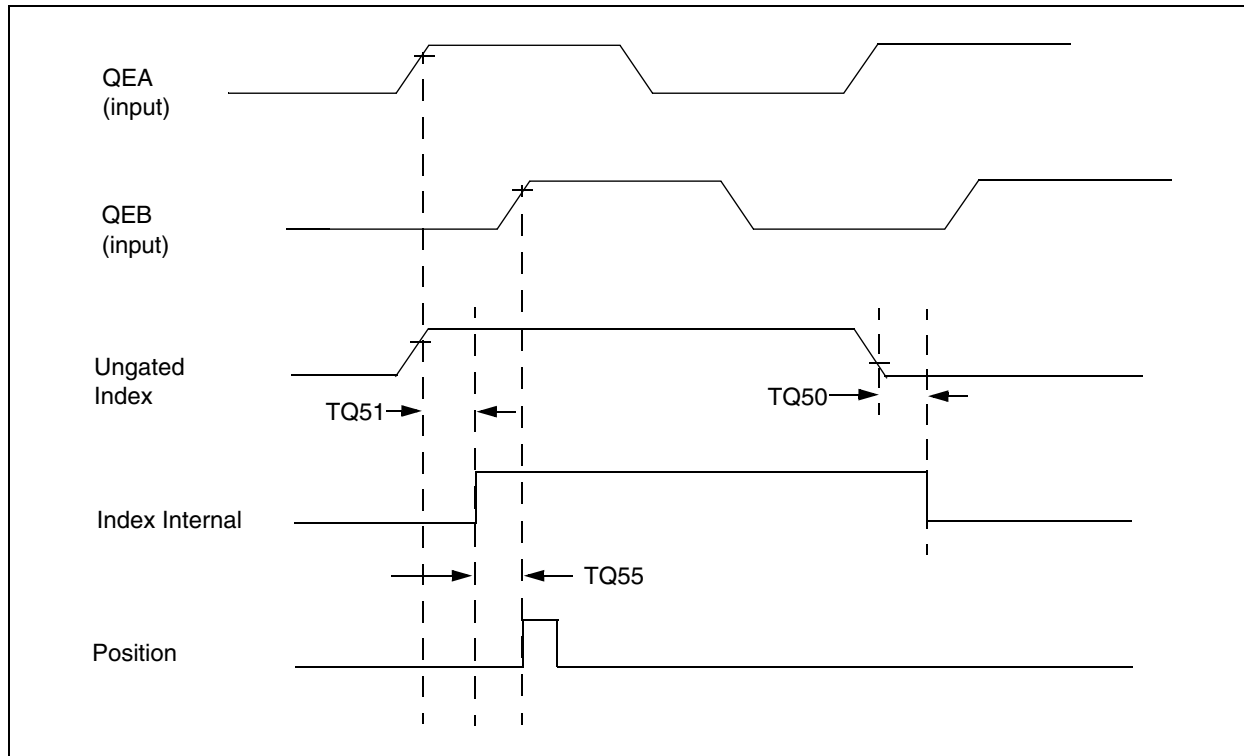 QEA
(input)
QEB
(input)
Ungated
Index
TQ51
TQ50
Index Internal
TQ55
Position